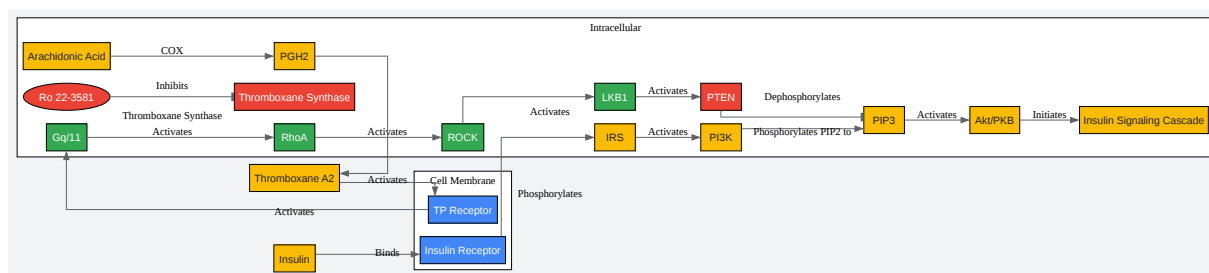 Intracellular
Arachidonic Acid
COX
PGH2
Ro 22-3581
Inhibits
Thromboxane Synthase
Thromboxane Synthase
LKB1
Activates
PTEN
Dephosphorylates
Gq/11
Activates
RhoA
Activates
ROCK
Activates
IRS
Activates
PI3K
Phosphorylates PIP2 to
PIP3
Activates
Akt/PKB
Initiates
Insulin Signaling Cascade
Thromboxane A2
Activates
Cell Membrane
Phosphorylates
TP Receptor
Activates
Insulin Receptor
Insulin
Binds